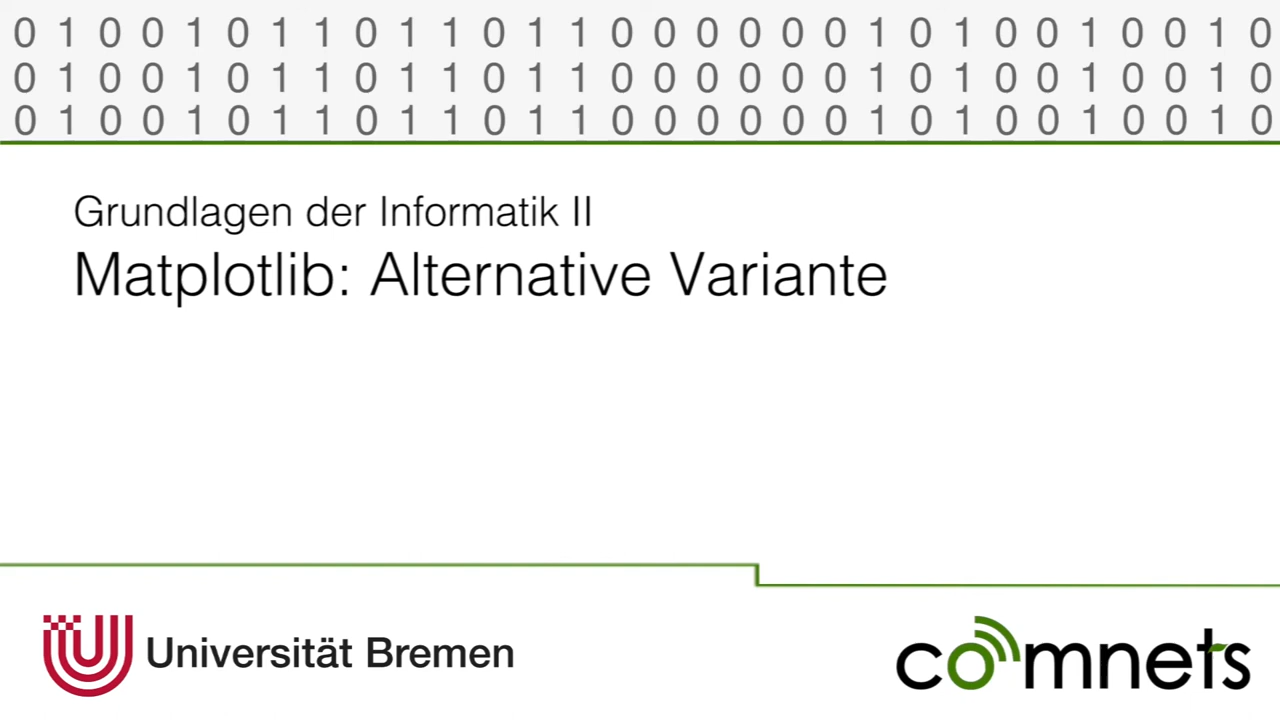 0 1 0 0 1 0 1 1 0 1 1 0 1 1 0 0 0 0 0 0 1 0 1 0 0 1 0 0 1 0
0 1 0 0 1 0 1 1 0 1 1 0 1 1 0 0 0 0 0 0 1 0 1 0 0 1 0 0 1 0
0 1 0 0 1 0 1 1 0 1 1 0 1 1 0 0 0 0 0 0 1 0 1 0 0 1 0 0 1 0
Grundlagen der Informatik II
Matplotlib: Alternative Variante
Universität Bremen
comnets